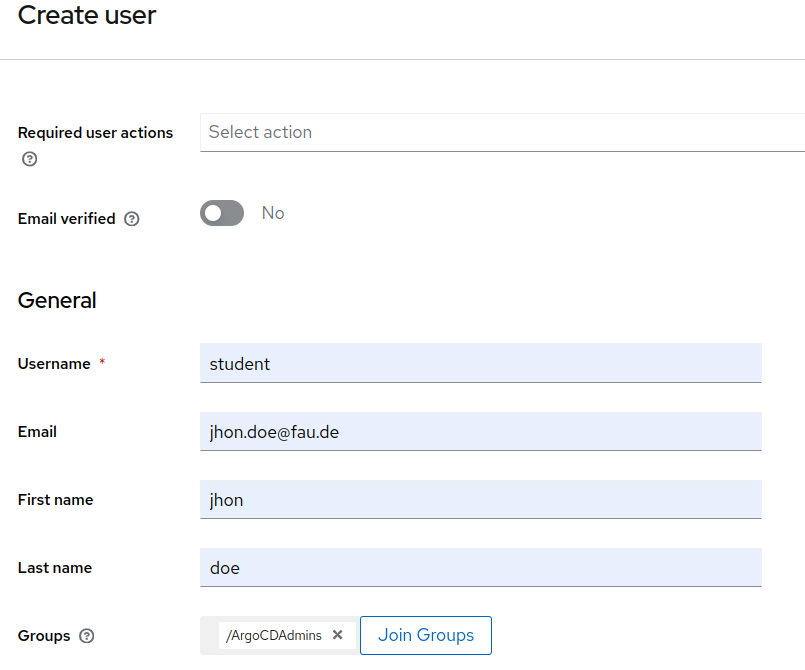 Create user
Required user actions
Select action
Email verified
No
General
Username *
student
Email
jhon.doe@fau.de
First name
jhon
Last name
doe
Groups
/ArgoCDAdmins
Join Groups